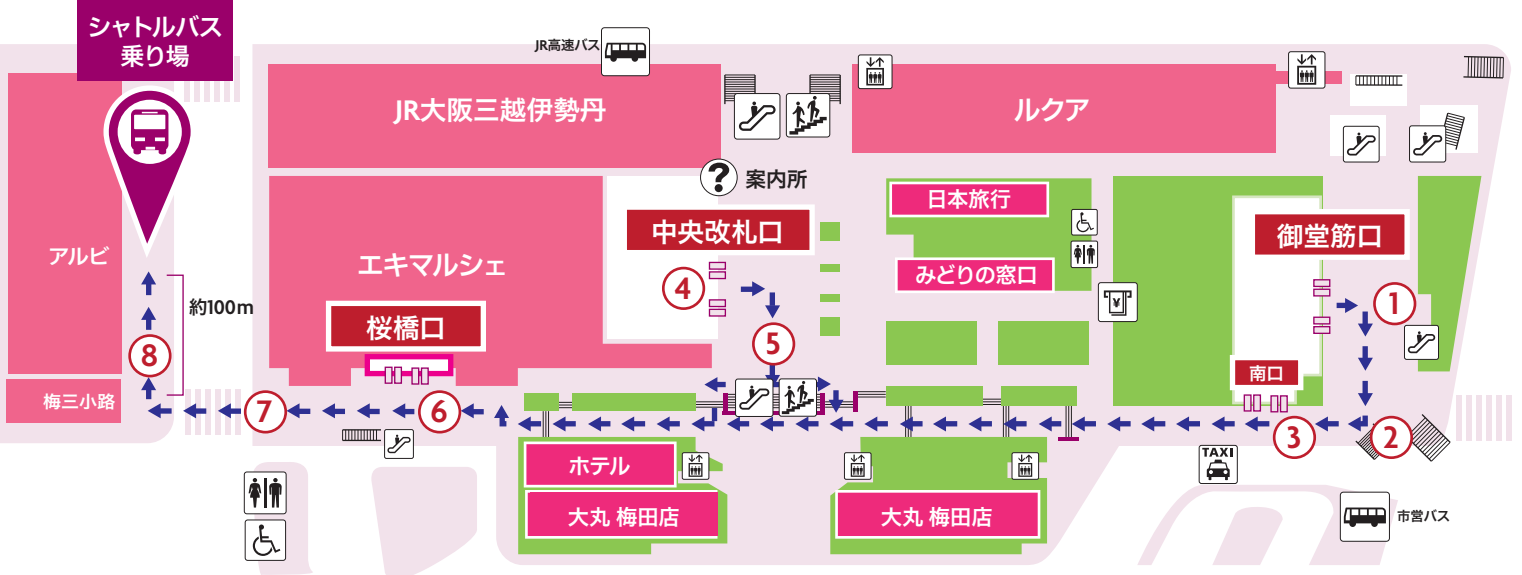 シャトルバス
乗り場
JR高速バス
JR大阪三越伊勢丹
ルクア
?
案内所
日本旅行
中央改札口
御堂筋口
アルビ
エキマルシェ
みどりの窓口
④
¥
①
約100m
桜橋口
⑤
⑧
南口
梅三小路
⑦
⑥
③
②
ホテル
TAXI
大丸 梅田店
大丸 梅田店
市営バス